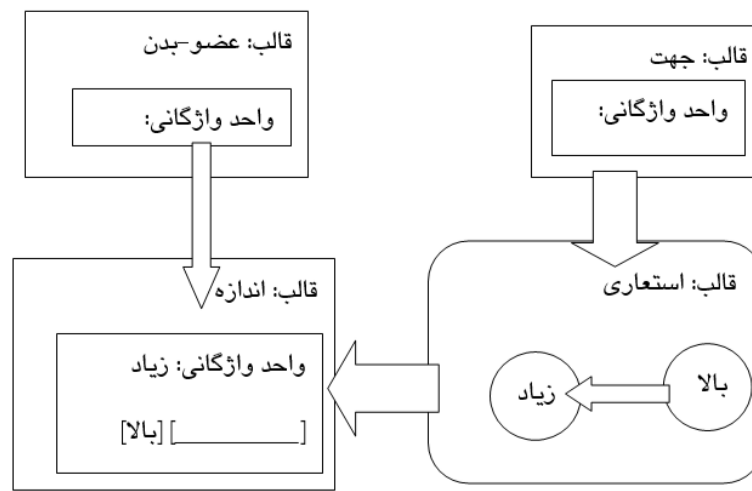 قالب: جهت
واحد واژگانی:
قالب: عضو-بدن
واحد واژگانی:
قالب: استعاری
بالا
زیاد
قالب: اندازه
واحد واژگانی: زیاد
[__________] [بالا]